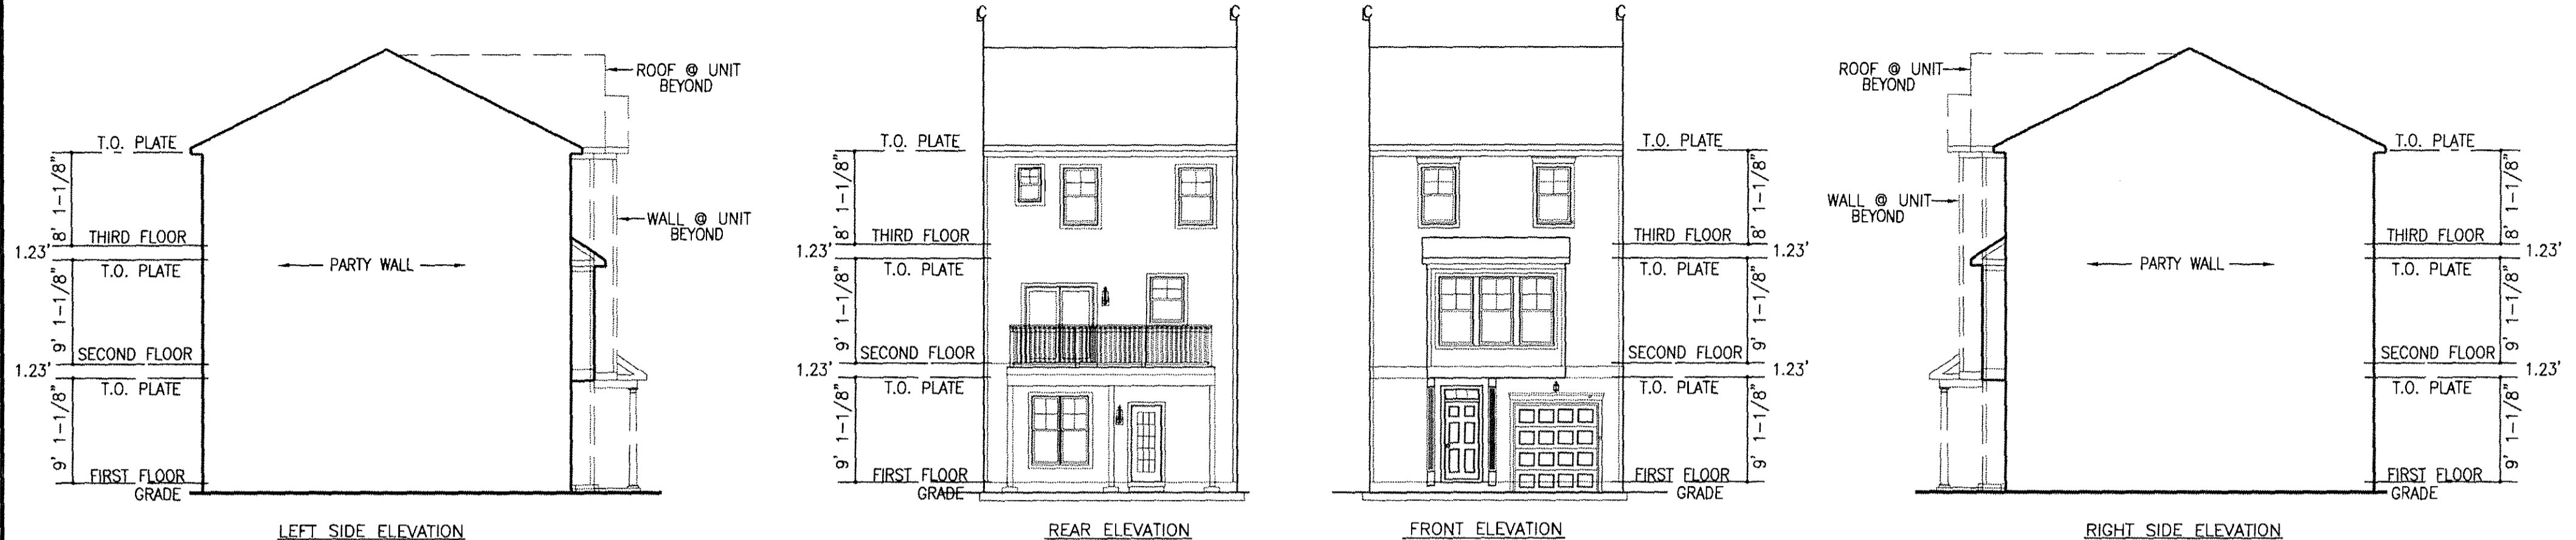 ROOF @ UNIT
BEYOND
T.O. PLATE
8' 1-1/8"
WALL @ UNIT
BEYOND
THIRD FLOOR
1.23'
T.O. PLATE
PARTY WALL
9' 1-1/8"
SECOND FLOOR
1.23'
T.O. PLATE
9' 1-1/8"
FIRST FLOOR
GRADE
LEFT SIDE ELEVATION
C
C
T.O. PLATE
8' 1-1/8"
THIRD FLOOR
1.23'
T.O. PLATE
9' 1-1/8"
SECOND FLOOR
1.23'
T.O. PLATE
9' 1-1/8"
FIRST FLOOR
GRADE
REAR ELEVATION
C
C
T.O. PLATE
8' 1-1/8"
THIRD FLOOR
1.23'
T.O. PLATE
9' 1-1/8"
SECOND FLOOR
1.23'
T.O. PLATE
9' 1-1/8"
FIRST FLOOR
GRADE
FRONT ELEVATION
ROOF @ UNIT
BEYOND
T.O. PLATE
8' 1-1/8"
WALL @ UNIT
BEYOND
THIRD FLOOR
1.23'
T.O. PLATE
PARTY WALL
9' 1-1/8"
SECOND FLOOR
1.23'
T.O. PLATE
9' 1-1/8"
FIRST FLOOR
GRADE
RIGHT SIDE ELEVATION